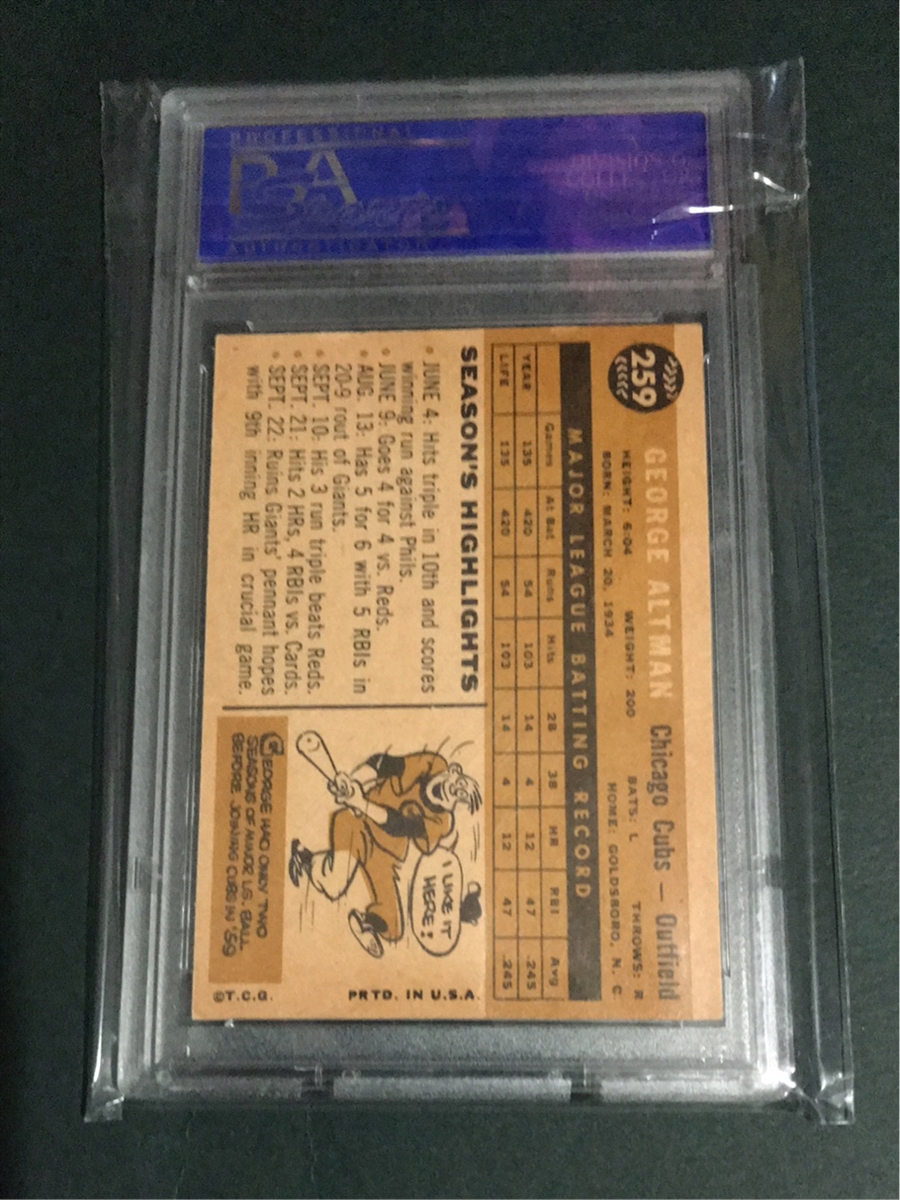 PROFESSIONAL
PSA
AUTHENTICATOR
DIVISION OF
COLLECTORS
259
GEORGE ALTMAN Chicago Cubs — Outfield
HEIGHT: 6:04 WEIGHT: 200 BATS: L THROWS: R
BORN: MARCH 20, 1934 HOME: GOLDSBORO, N. C.
MAJOR LEAGUE BATTING RECORD
Games At Bat Runs Hits 2B 3B HR RBI Avg
YEAR 135 420 54 103 14 4 12 47 .245
LIFE 135 420 54 103 14 4 12 47 .245
SEASON'S HIGHLIGHTS
• JUNE 4: Hits triple in 10th and scores
winning run against Phils.
• JUNE 9: Goes 4 for 4 vs. Reds.
• AUG. 13: Has 5 for 6 with 5 RBIs in
20-9 rout of Giants.
• SEPT. 10: His 3 run triple beats Reds.
• SEPT. 21: Hits 2 HRs, 4 RBIs vs. Cards.
• SEPT. 22: Ruins Giants' pennant hopes
with 9th inning HR in crucial game.
I LIKE IT
HERE!
GEORGE HAD ONLY TWO
SEASONS OF MINOR LG. BALL
BEFORE JOINING CUBS IN '59
©T.C.G. PRTD. IN U.S.A.